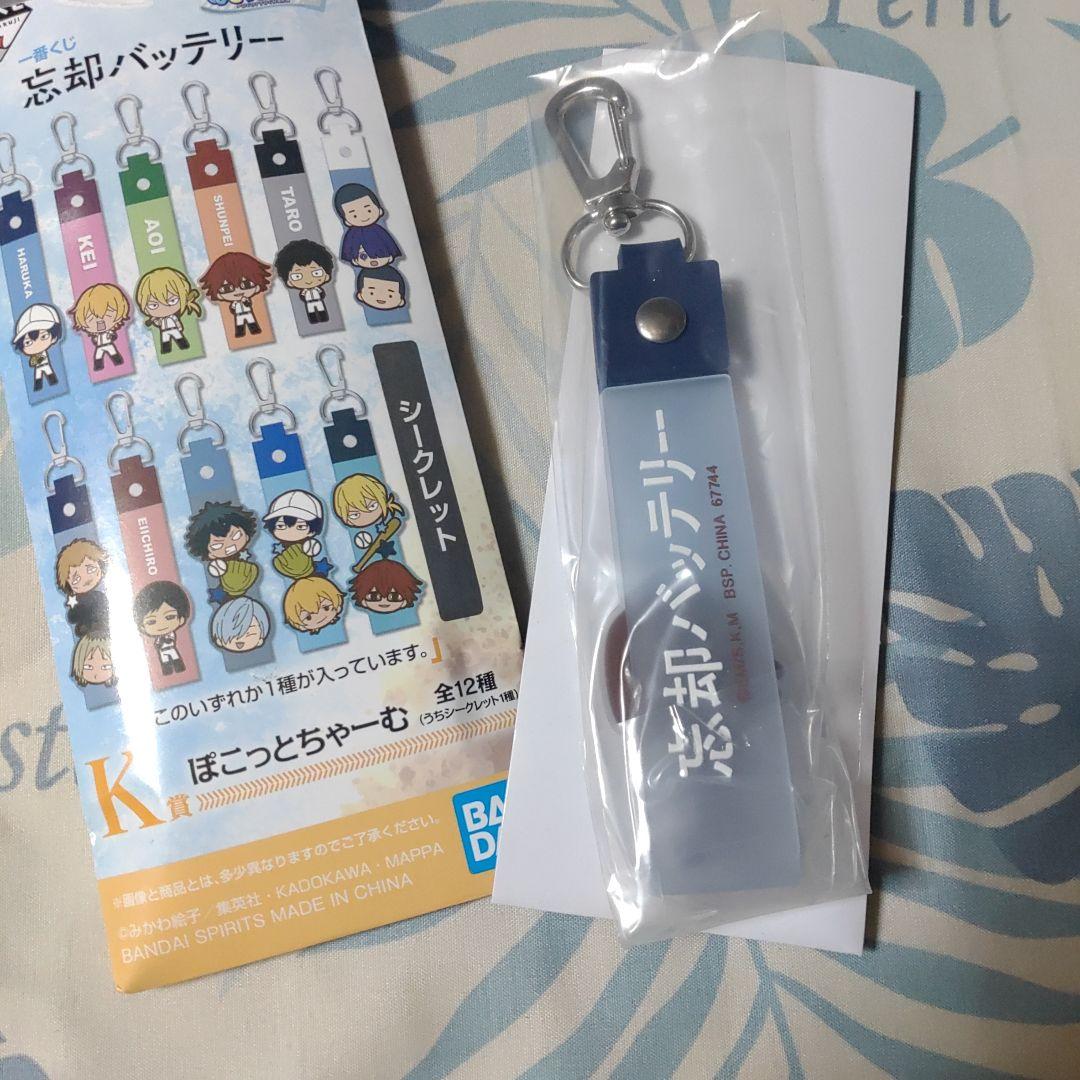 一番くじ
忘却バッテリー
HARUKA
KEI
AOI
SHUNPEI
TARO
EIICHIRO
シークレット
このいずれか1種が入っています。
K賞
ぽこっとちゃーむ
全12種
(うちシークレット1種)
※画像と商品とは、多少異なりますのでご了承ください。
©みかわ絵子／集英社・KADOKAWA・MAPPA
BANDAI SPIRITS MADE IN CHINA
忘却バッテリー
BSP. CHINA 67744